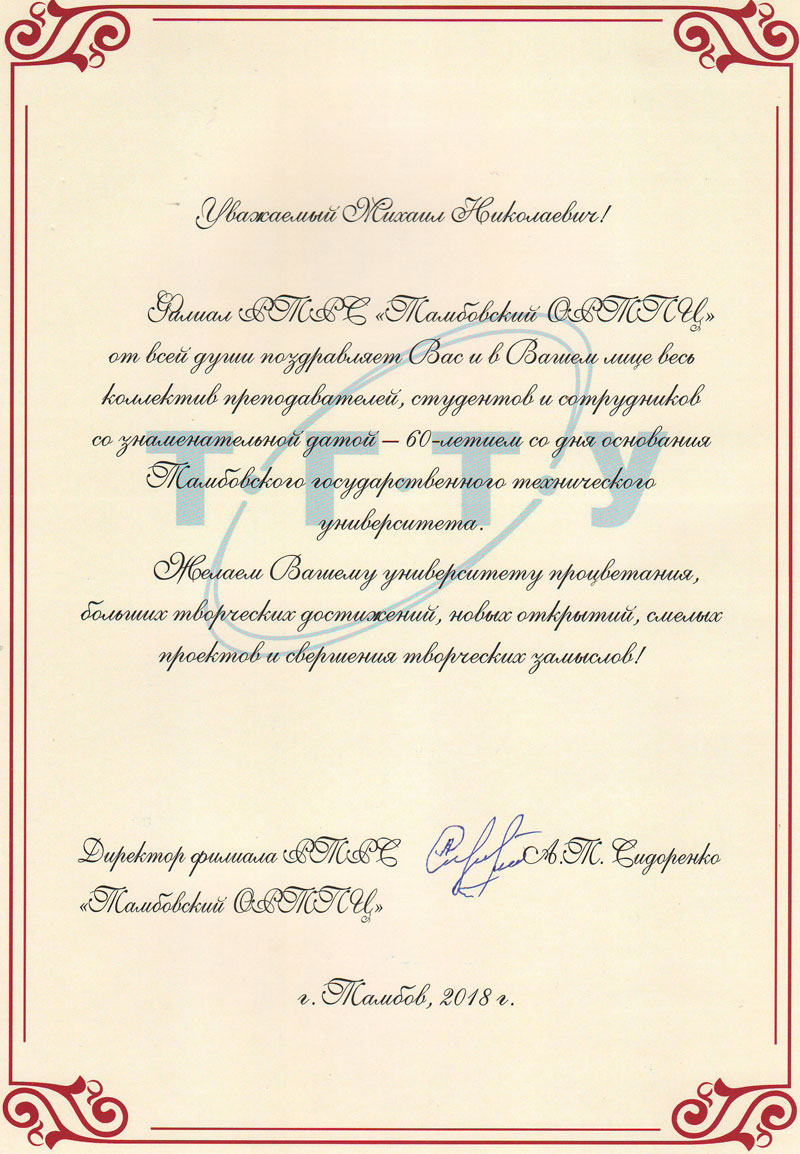 Уважаемый Михаил Николаевич!
Филиал РТРС «Тамбовский ОРТПЦ»
от всей души поздравляет Вас и в Вашем лице весь
коллектив преподавателей, студентов и сотрудников
со знаменательной датой – 60-летием со дня основания
Тамбовского государственного технического
университета.
Т·Г·Т·У
Желаем Вашему университету процветания,
больших творческих достижений, новых открытий, смелых
проектов и свершения творческих замыслов!
Директор филиала РТРС А.Т. Сидоренко
«Тамбовский ОРТПЦ»
г. Тамбов, 2018 г.